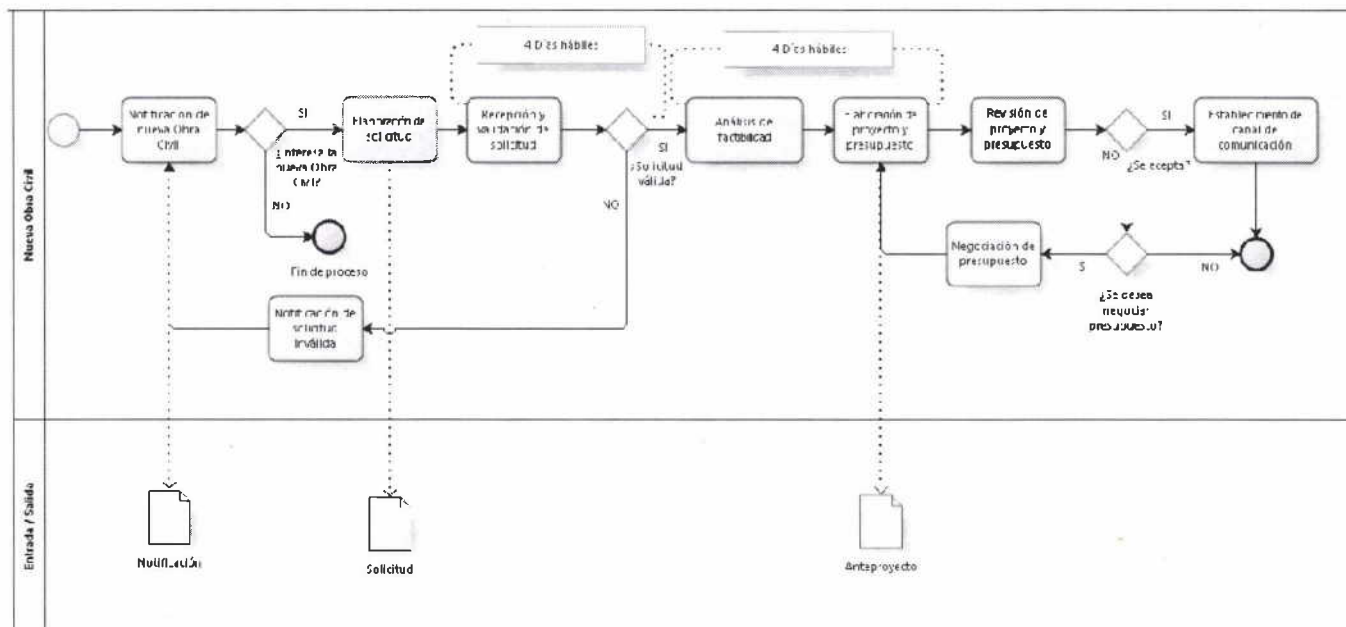 Nueva Obra Civil
4 Días hábiles
4 Días hábiles
Notificación de
nueva Obra
Civil
SI
¿Interesa la
nueva Obra
Civil?
NO
Fin de proceso
Elaboración de
solicitud
Recepción y
validación de
solicitud
SI
¿Solicitud
válida?
NO
Notificación de
solicitud
inválida
Análisis de
factibilidad
Elaboración de
proyecto y
presupuesto
Revisión de
proyecto y
presupuesto
SI
NO
¿Se acepta?
Establecimiento de
canal de
comunicación
Negociación de
presupuesto
S
NO
¿Se desea
negociar
presupuesto?
Entrada / Salida
Notificación
Solicitud
Anteproyecto